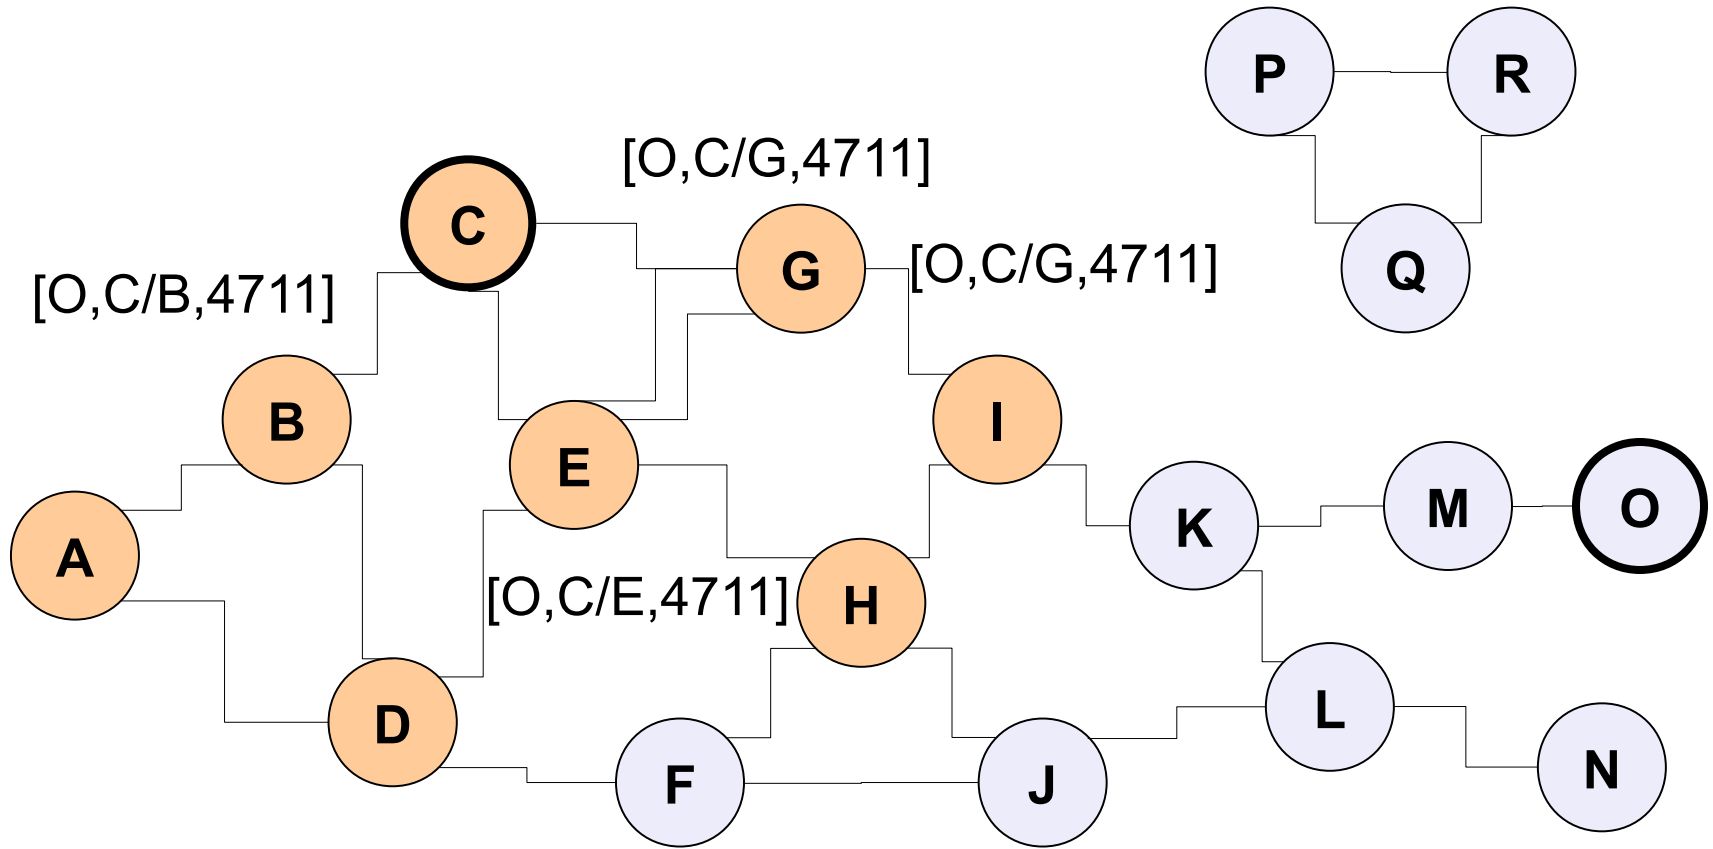 P
R
[O,C/G,4711]
C
G
[O,C/G,4711]
Q
[O,C/B,4711]
B
I
E
M
O
K
A
[O,C/E,4711]
H
D
L
F
J
N